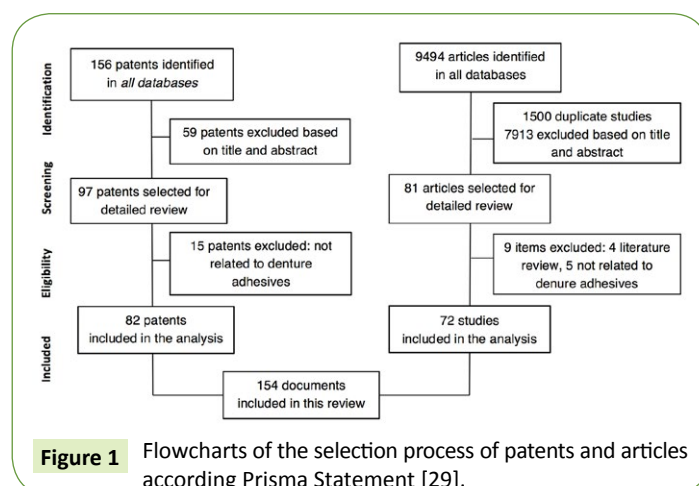 Identification
156 patents identified
in all databases
59 patents excluded based
on title and abstract
Screening
97 patents selected for
detailed review
Eligibility
15 patents excluded: not
related to denture
adhesives
Included
82 patents
included in the analysis
9494 articles identified
in all databases
1500 duplicate studies
7913 excluded based on title
and abstract
81 articles selected for
detailed review
9 items excluded: 4 literature
review, 5 not related to
denure adhesives
72 studies
included in the analysis
154 documents
included in this review
Figure 1 Flowcharts of the selection process of patents and articles
according Prisma Statement [29].